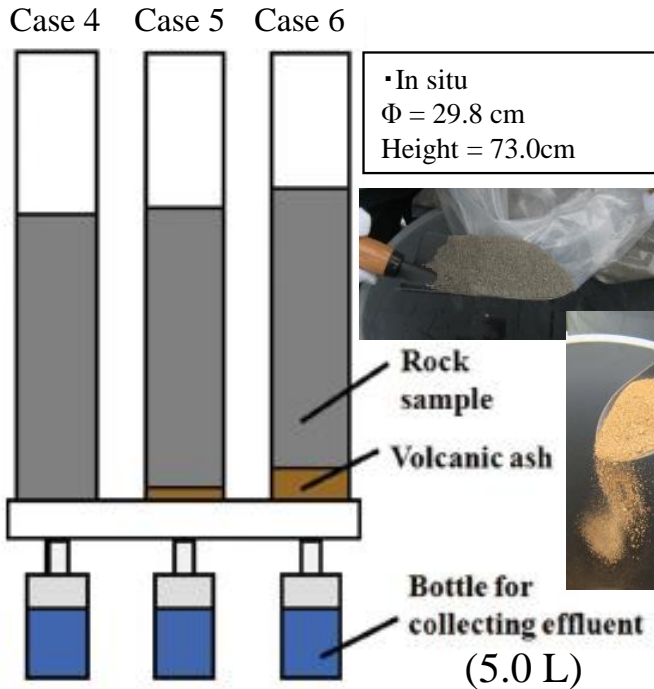 Case 4 Case 5 Case 6
･In situ
Φ = 29.8 cm
Height = 73.0cm
Rock
sample
Volcanic ash
Bottle for
collecting effluent
(5.0 L)